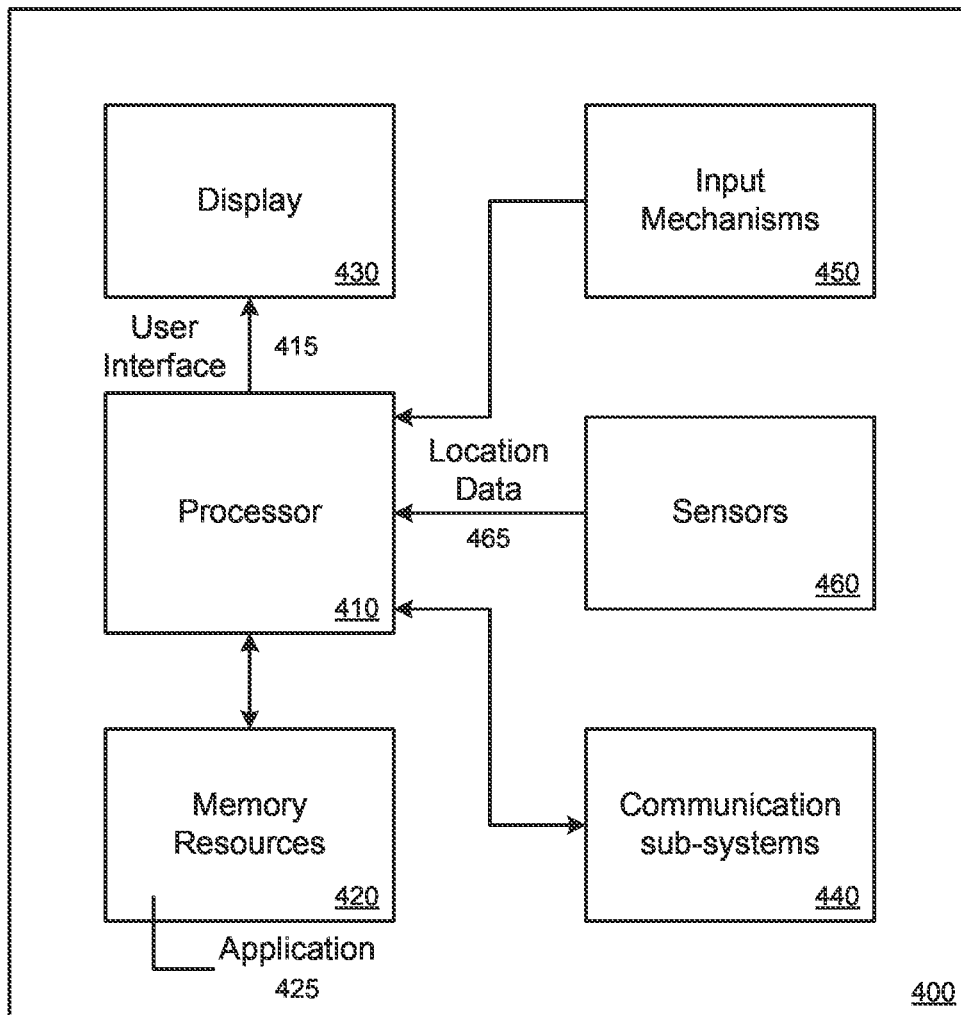 Display
430
Input
Mechanisms
450
User
Interface
415
Processor
410
Location
Data
465
Sensors
460
Memory
Resources
420
Communication
sub-systems
440
Application
425
400